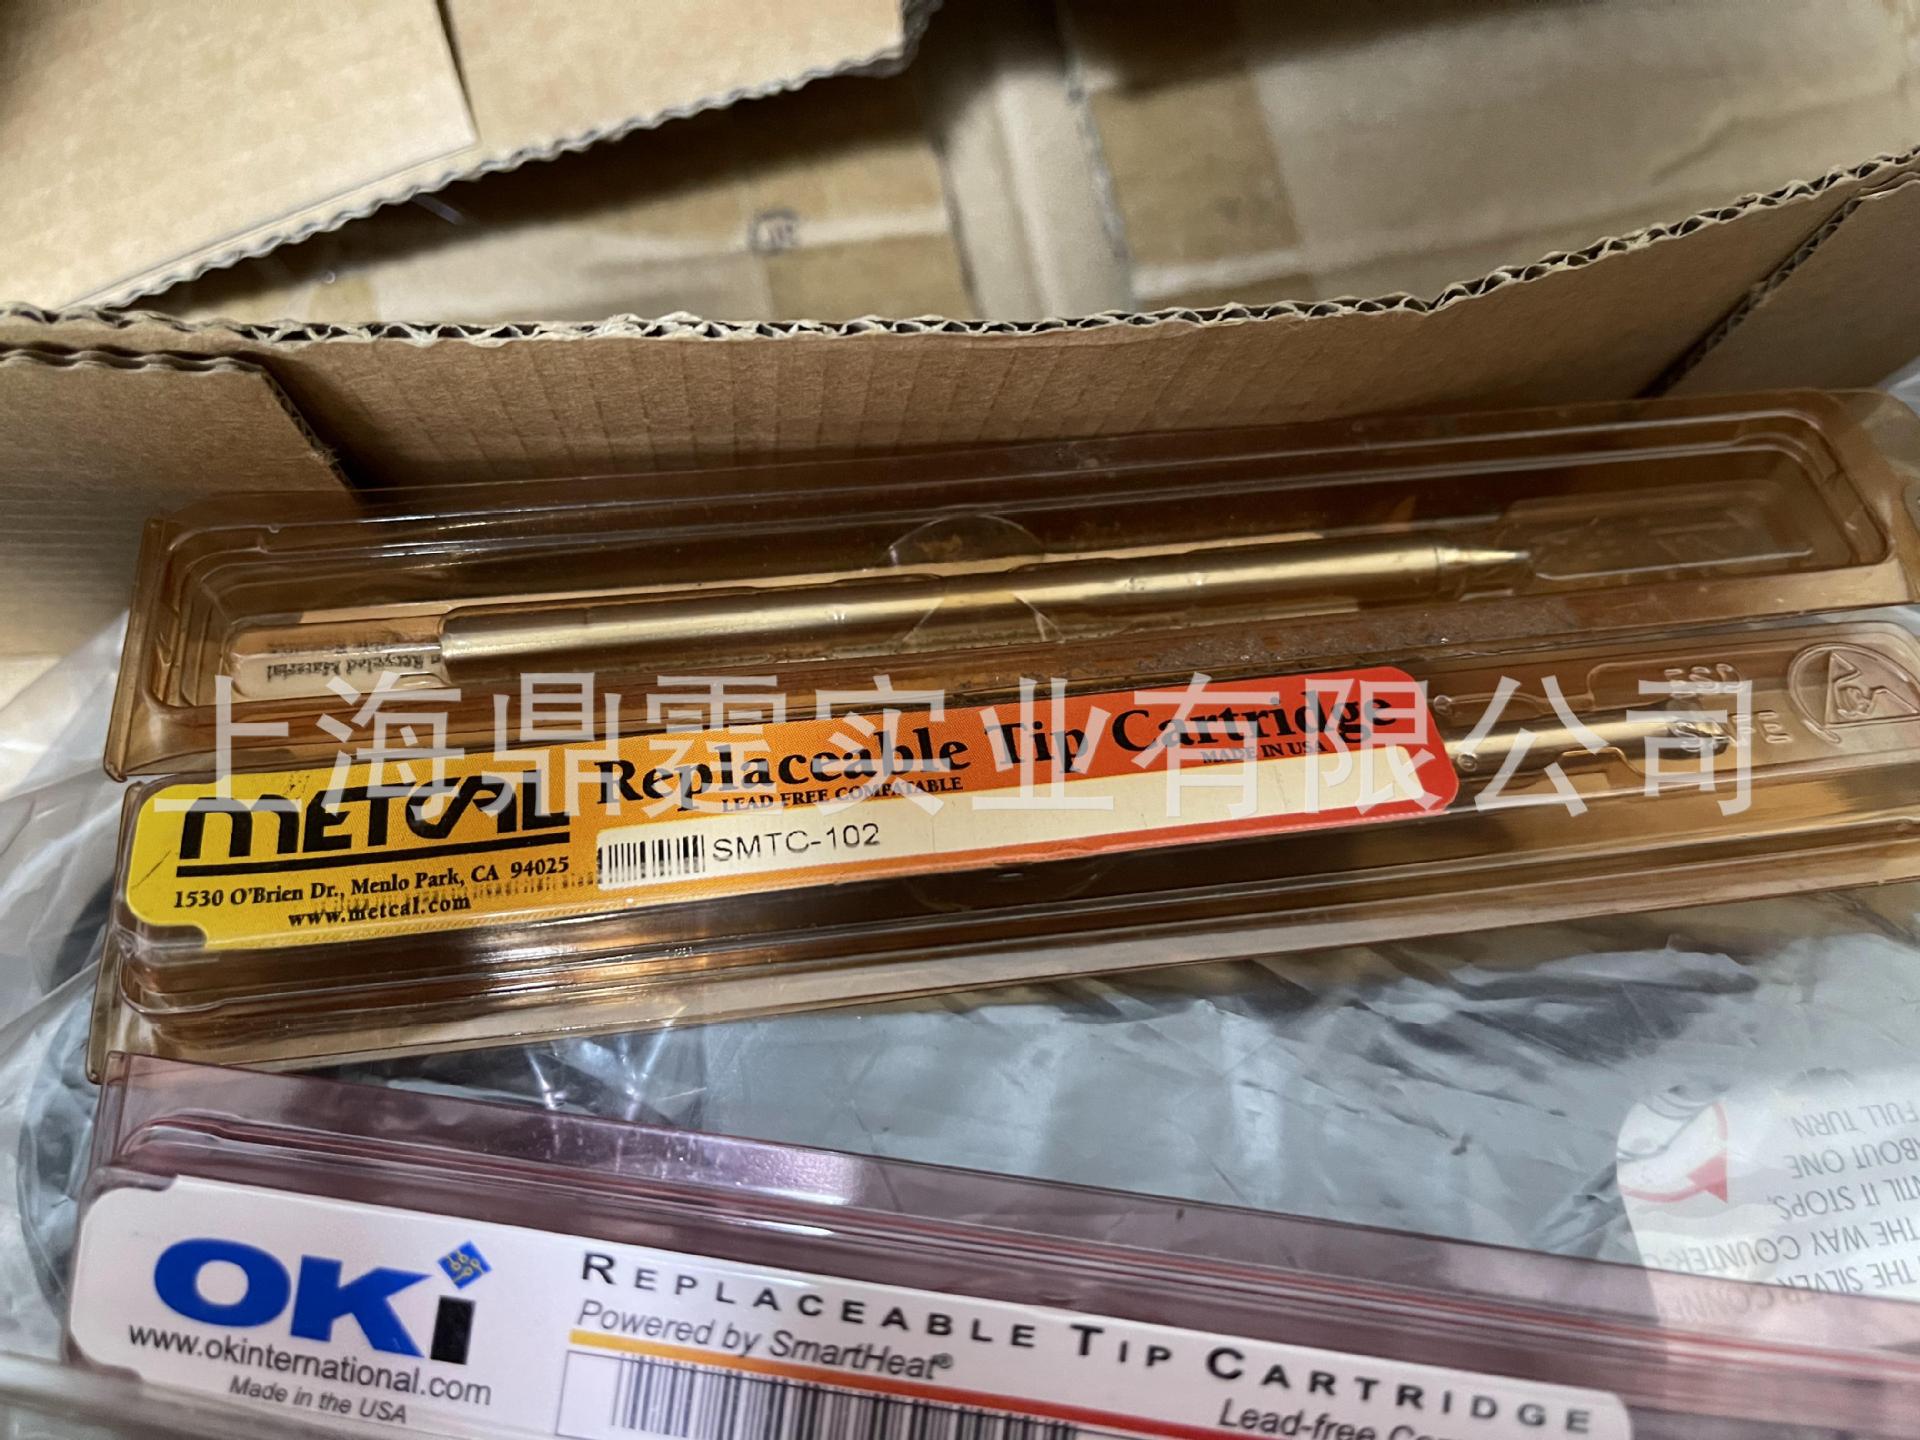 Recycled Material
上海鼎霆实业有限公司
METCAL
Replaceable Tip Cartridge
LEAD FREE COMPATABLE
MADE IN USA
SMTC-102
1530 O'Brien Dr., Menlo Park, CA 94025
www.metcal.com
ESD
SAFE
FULL TURN
ABOUT ONE
IT STOPS,
THE WAY COUNTER-
THE SILVER
OKi
www.okinternational.com
Made in the USA
REPLACEABLE TIP CARTRIDGE
Powered by SmartHeat®
Lead-free